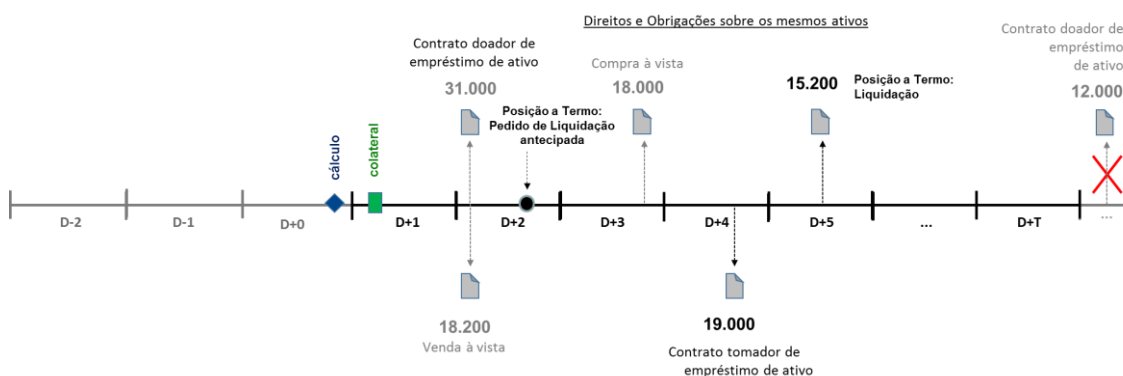 Direitos e Obrigações sobre os mesmos ativos
Contrato doador de
empréstimo de ativo
31.000
Posição a Termo:
Pedido de Liquidação
antecipada
Compra à vista
18.000
15.200
Posição a Termo:
Liquidação
Contrato doador de
empréstimo
de ativo
12.000
cálculo
colateral
D-2
D-1
D+0
D+1
D+2
D+3
D+4
D+5
...
D+T
...
18.200
Venda à vista
19.000
Contrato tomador de
empréstimo de ativo